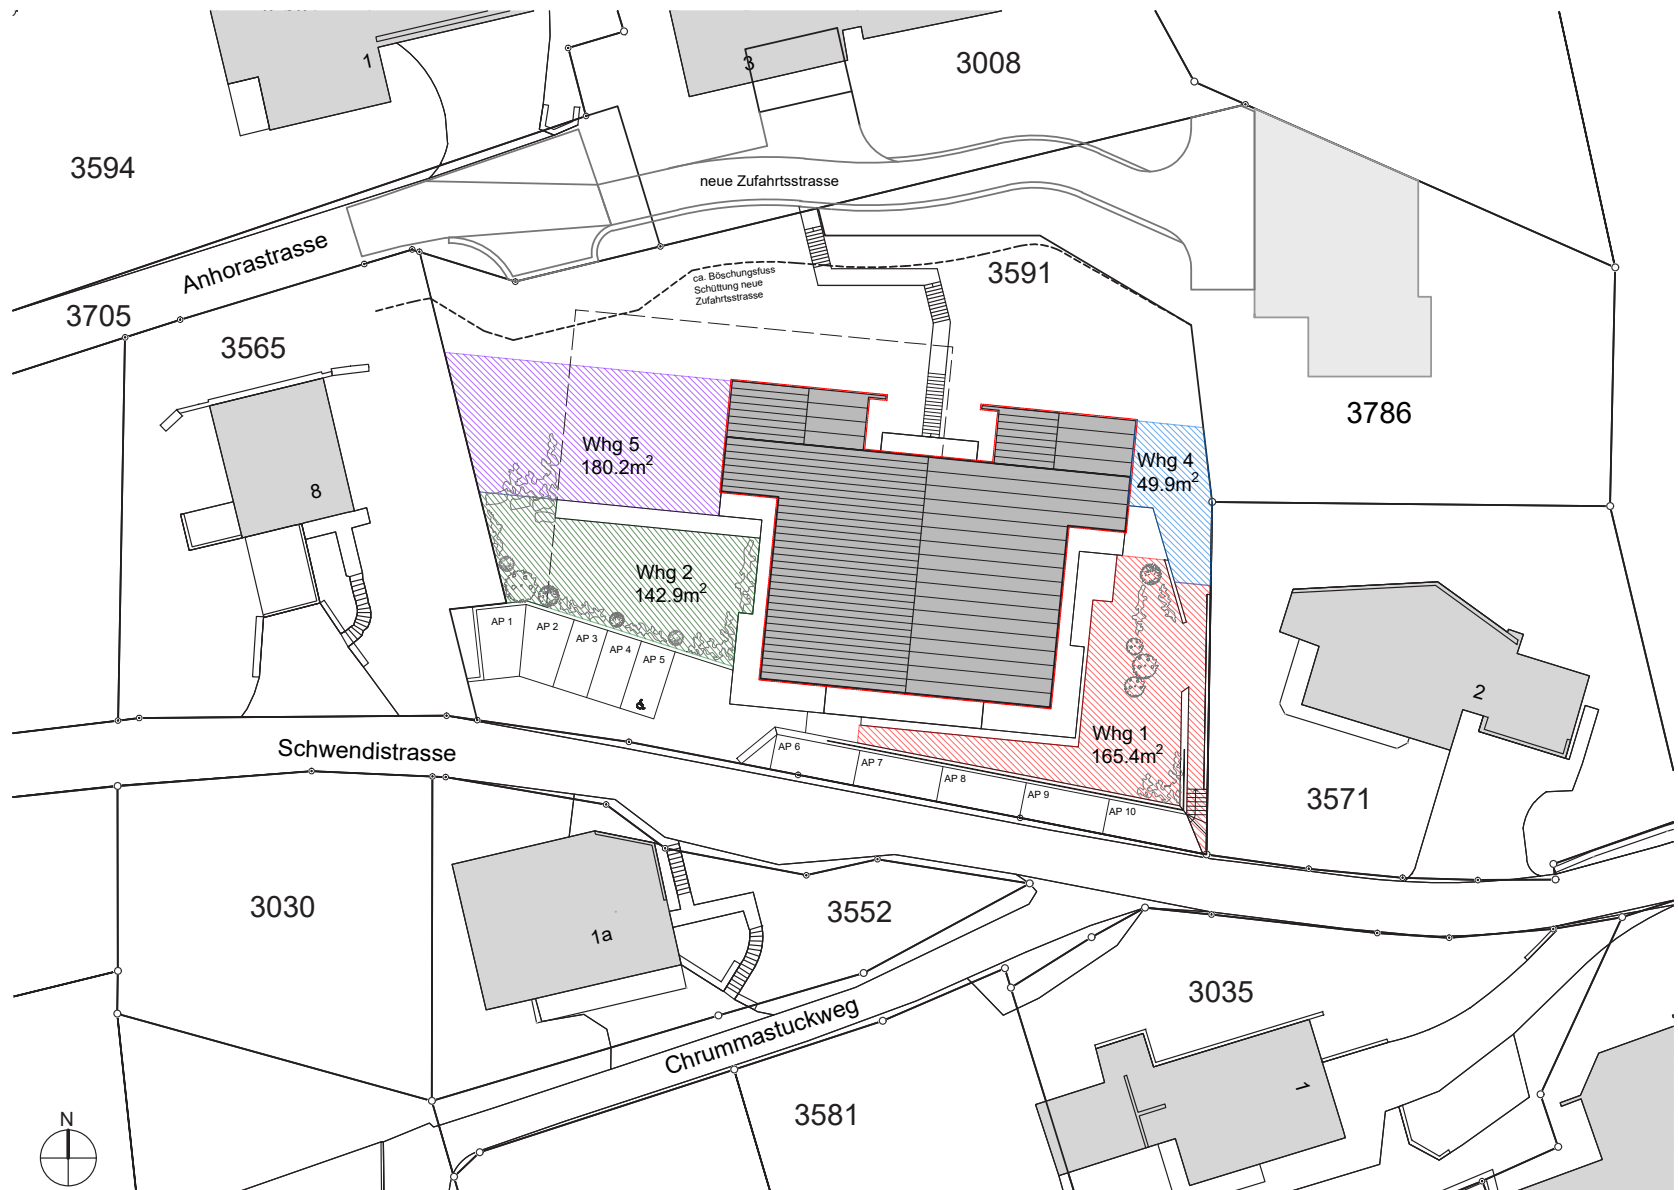 1
3
3008
3594
neue Zufahrtsstrasse
Anhorastrasse
3705
3565
ca. Böschungsfuss
Schüttung neue
Zufahrtsstrasse
3591
3786
8
Whg 5
180.2m²
Whg 4
49.9m²
Whg 2
142.9m²
AP 1
AP 2
AP 3
AP 4
AP 5
Whg 1
165.4m²
AP 6
AP 7
AP 8
AP 9
AP 10
2
3571
Schwendistrasse
3030
1a
3552
3035
Chrummastuckweg
1
3581
N